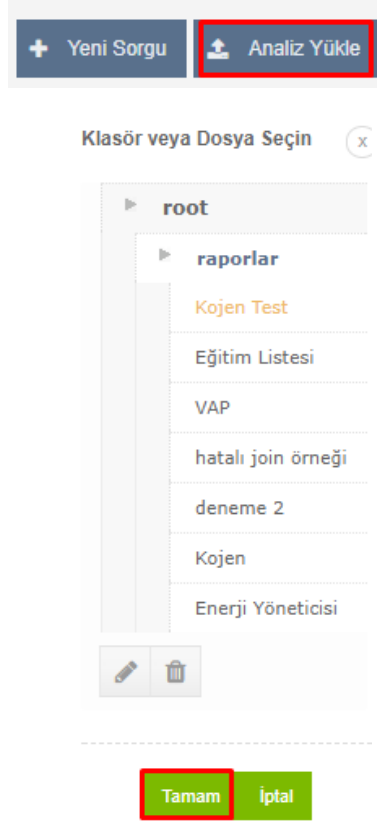 Yeni Sorgu Analiz Yükle
Klasör veya Dosya Seçin x
root
raporlar
Kojen Test
Eğitim Listesi
VAP
hatalı join örneği
deneme 2
Kojen
Enerji Yöneticisi
Tamam İptal